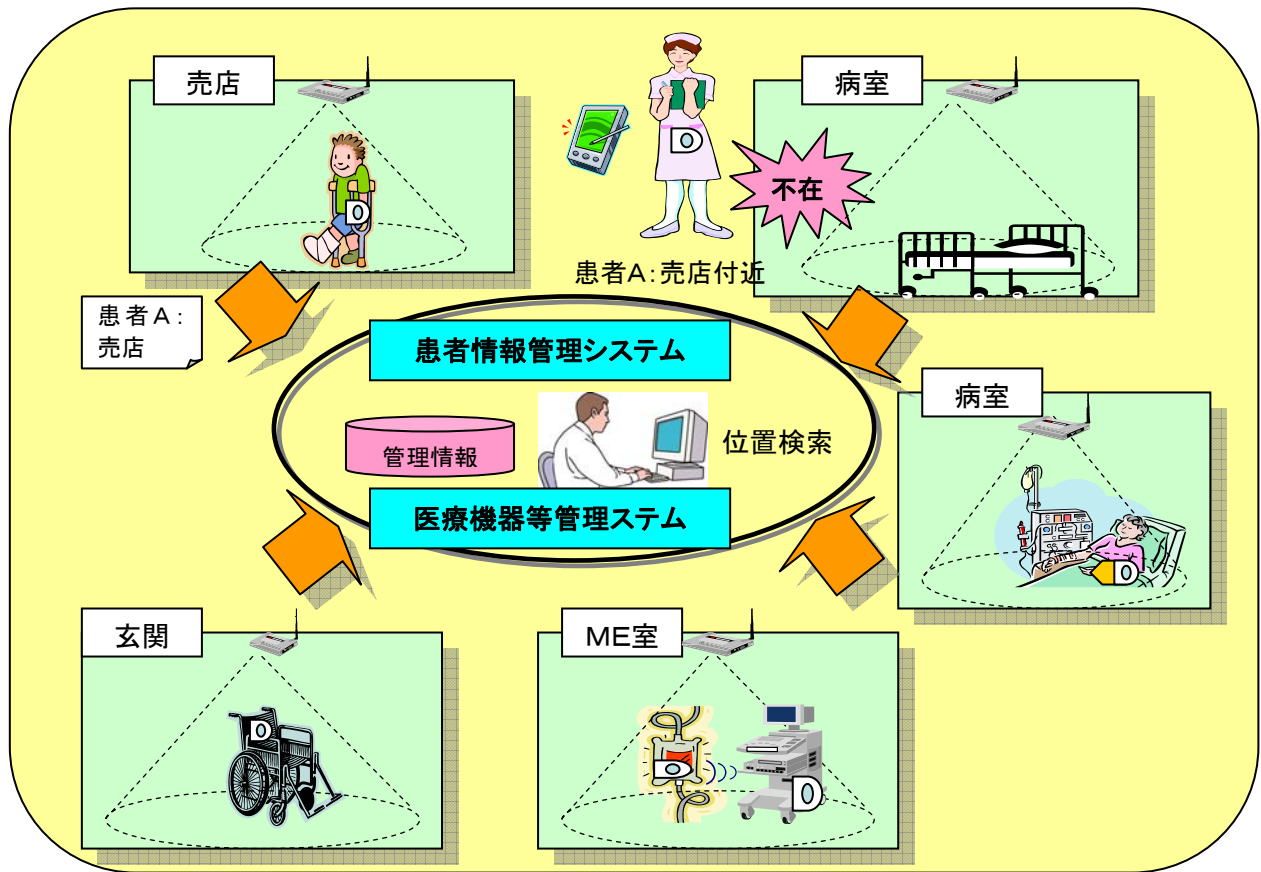 売店
病室
不在
患者A:売店付近
患者A:
売店
患者情報管理システム
病室
管理情報
位置検索
医療機器等管理ステム
玄関
ME室